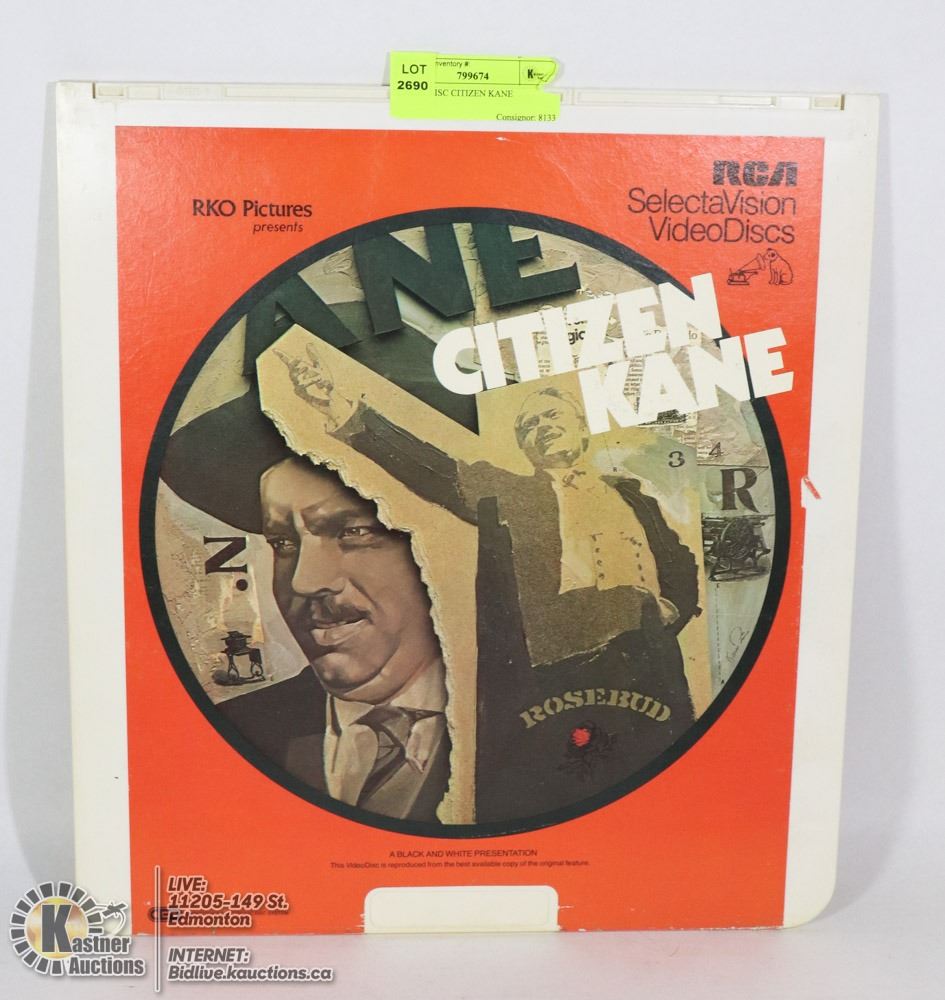 LOT
2690
nventory #:
799674
K
ISC CITIZEN KANE
Consignor: 8133
RKO Pictures
presents
RCA
SelectaVision
VideoDiscs
ANE
CITIZEN
KANE
3 4
R
N.
ROSEBUD
A BLACK AND WHITE PRESENTATION
This VideoDisc is reproduced from the best available copy of the original feature.
CED
Kastner
Auctions
LIVE:
11205-149 St.
Edmonton
INTERNET:
Bidlive.kauctions.ca